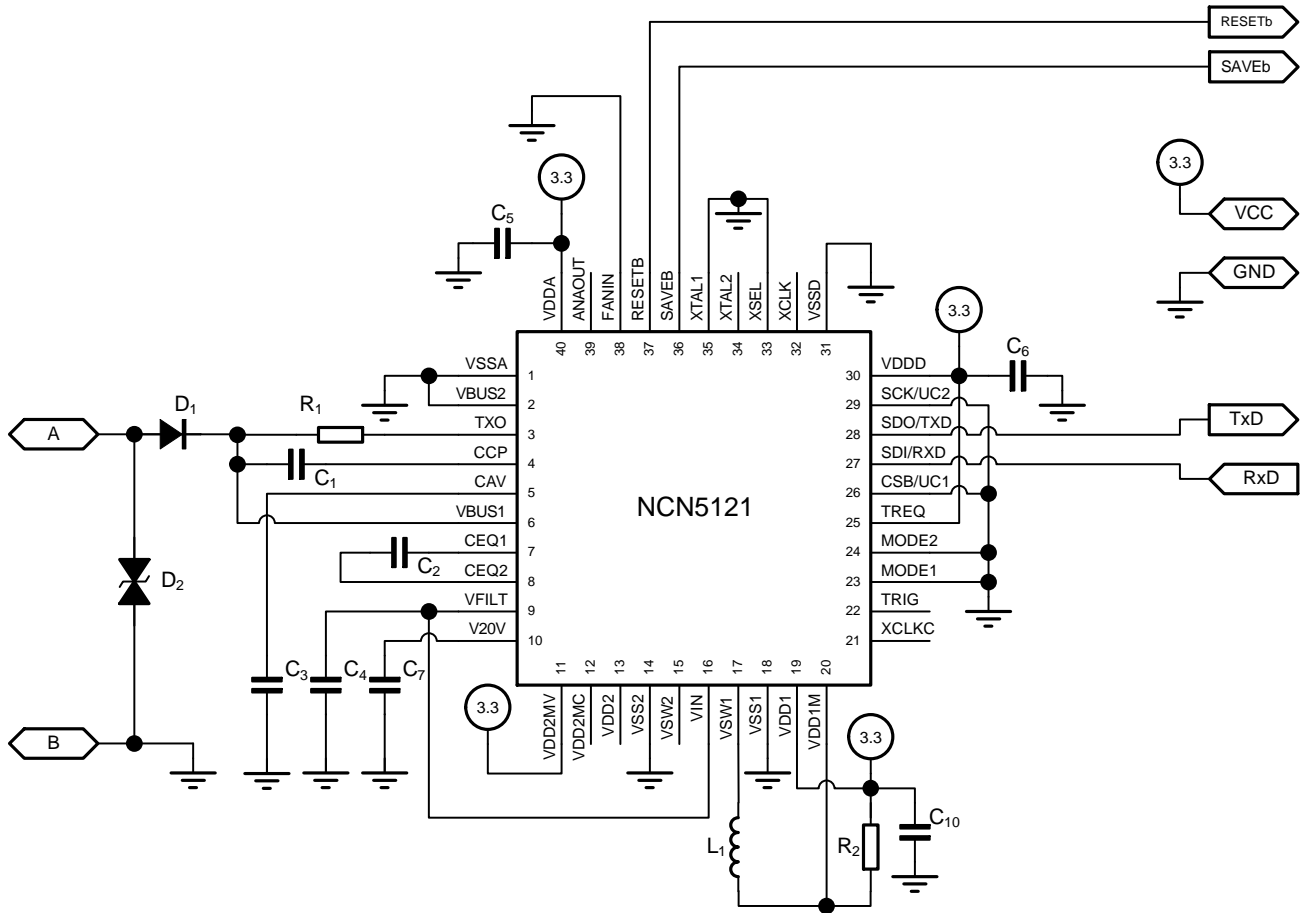 RESETb
SAVEb
3.3
VCC
GND
3.3
C5
VDDA
ANAOUT
FANIN
RESETB
SAVEB
XTAL1
XTAL2
XSEL
XCLK
VSSD
40
39
38
37
36
35
34
33
32
31
3.3
C6
A
B
D1
D2
R1
C1
C2
C3
C4
C7
VSSA 1
VBUS2 2
TXO 3
CCP 4
CAV 5
VBUS1 6
CEQ1 7
CEQ2 8
VFILT 9
V20V 10
NCN5121
30 VDDD
29 SCK/UC2
28 SDO/TXD
27 SDI/RXD
26 CSB/UC1
25 TREQ
24 MODE2
23 MODE1
22 TRIG
21 XCLKC
TxD
RxD
11
12
13
14
15
16
17
18
19
20
VDD2MV
VDD2MC
VDD2
VSS2
VSW2
VIN
VSW1
VSS1
VDD1
VDD1M
3.3
3.3
L1
R2
C10